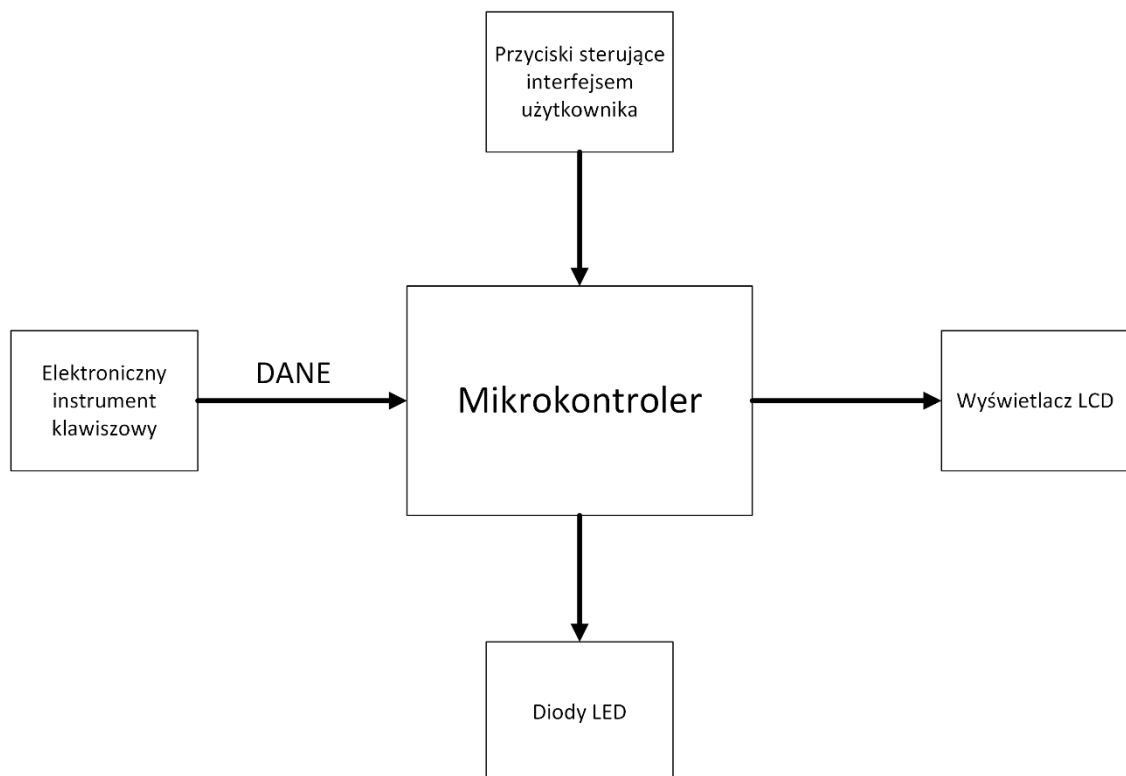 Przyciski sterujące
interfejsem
użytkownika
Elektroniczny
instrument
klawiszowy
DANE
Mikrokontroler
Wyświetlacz LCD
Diody LED